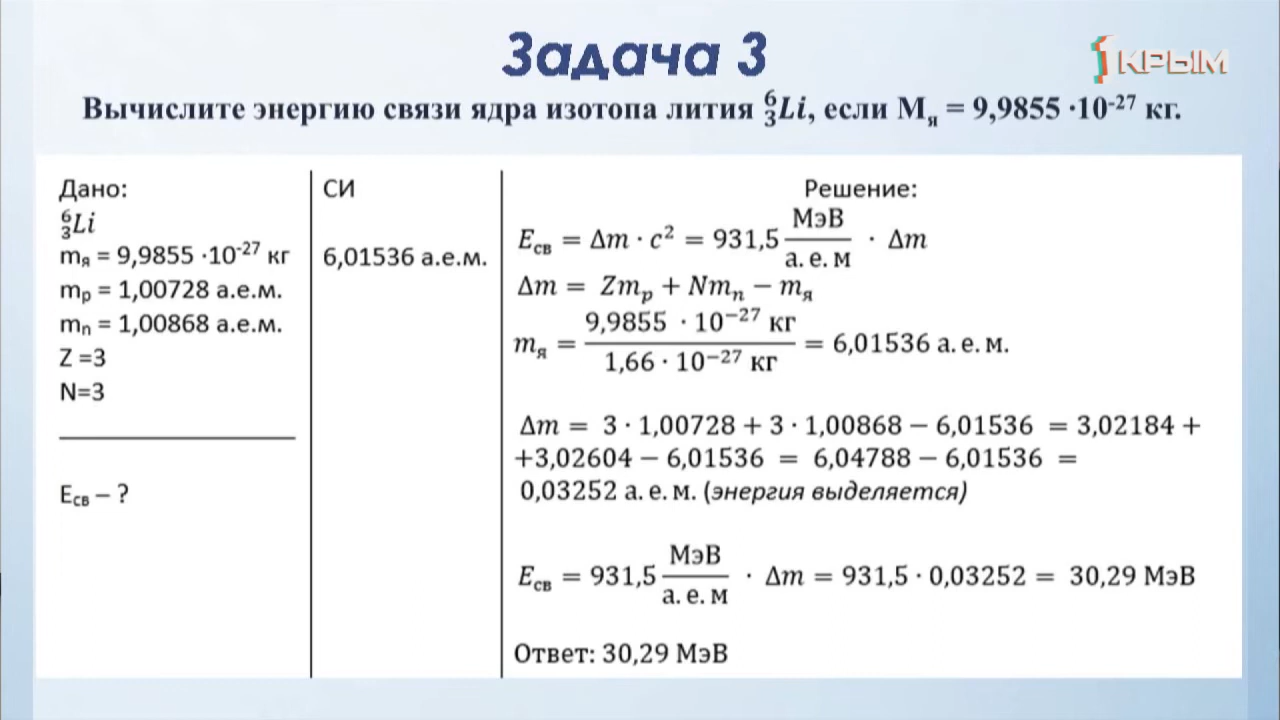 Задача 3
1 КРЫМ
Вычислите энергию связи ядра изотопа лития ⁶₃Li, если Mя = 9,9855 ·10⁻²⁷ кг.
Дано:
⁶₃Li
mя = 9,9855 ·10⁻²⁷ кг
mp = 1,00728 а.е.м.
mn = 1,00868 а.е.м.
Z =3
N=3
Eсв – ?
СИ
6,01536 а.е.м.
Решение:
Eсв = Δm · c² = 931,5 МэВ/а. е. м · Δm
Δm = Zmp + Nmn − mя
mя = 9,9855 · 10⁻²⁷ кг / 1,66 · 10⁻²⁷ кг = 6,01536 а. е. м.
Δm = 3 · 1,00728 + 3 · 1,00868 − 6,01536 = 3,02184 +
+3,02604 − 6,01536 = 6,04788 − 6,01536 =
0,03252 а. е. м. (энергия выделяется)
Eсв = 931,5 МэВ/а. е. м · Δm = 931,5 · 0,03252 = 30,29 МэВ
Ответ: 30,29 МэВ